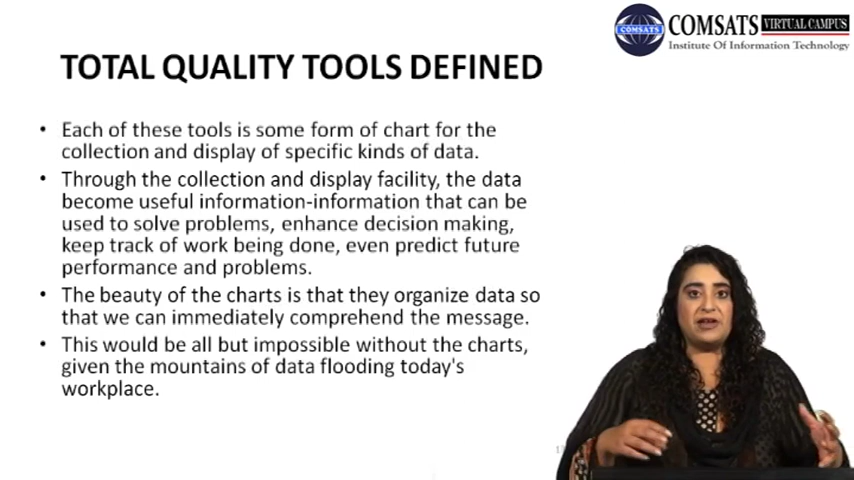 COMSATS VIRTUAL CAMPUS
Institute Of Information Technology
COMSATS
TOTAL QUALITY TOOLS DEFINED
• Each of these tools is some form of chart for the
collection and display of specific kinds of data.
• Through the collection and display facility, the data
become useful information-information that can be
used to solve problems, enhance decision making,
keep track of work being done, even predict future
performance and problems.
• The beauty of the charts is that they organize data so
that we can immediately comprehend the message.
• This would be all but impossible without the charts,
given the mountains of data flooding today's
workplace.